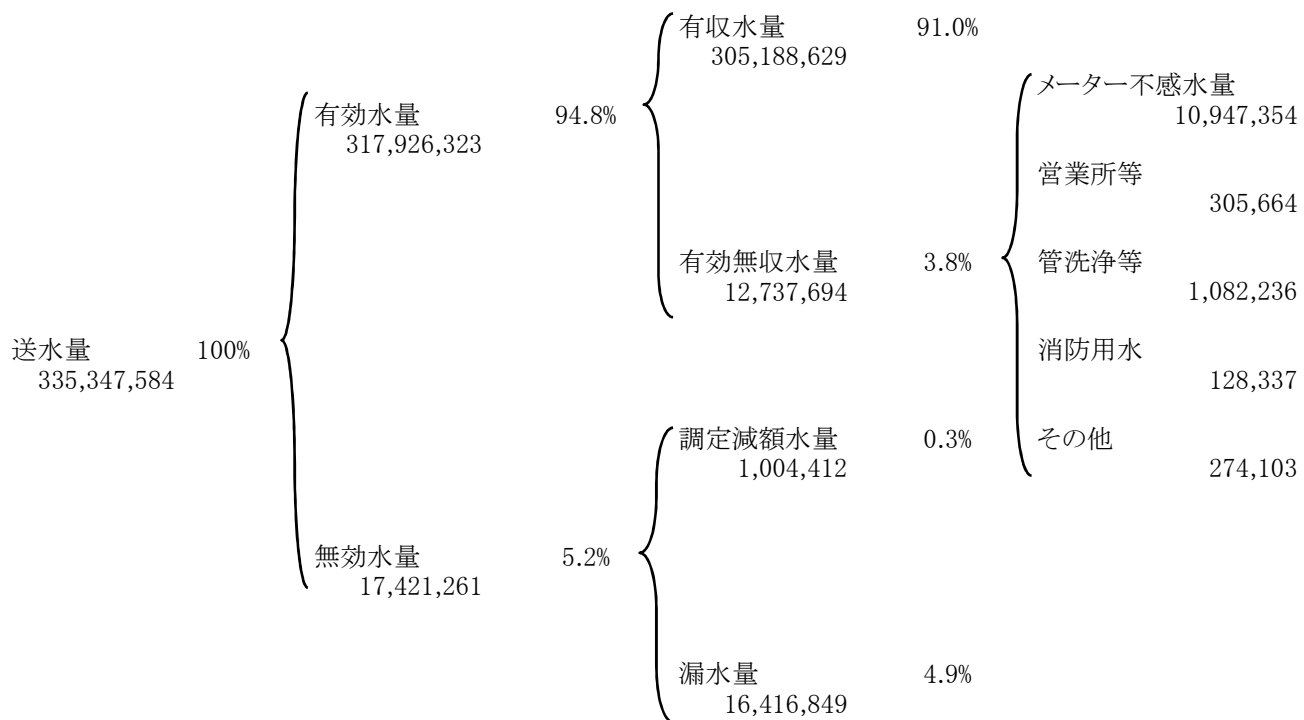 送水量 100%
335,347,584
有効水量 94.8%
317,926,323
有収水量 91.0%
305,188,629
有効無収水量 3.8%
12,737,694
メーター不感水量
10,947,354
営業所等
305,664
管洗浄等
1,082,236
消防用水
128,337
その他
274,103
無効水量 5.2%
17,421,261
調定減額水量 0.3%
1,004,412
漏水量 4.9%
16,416,849